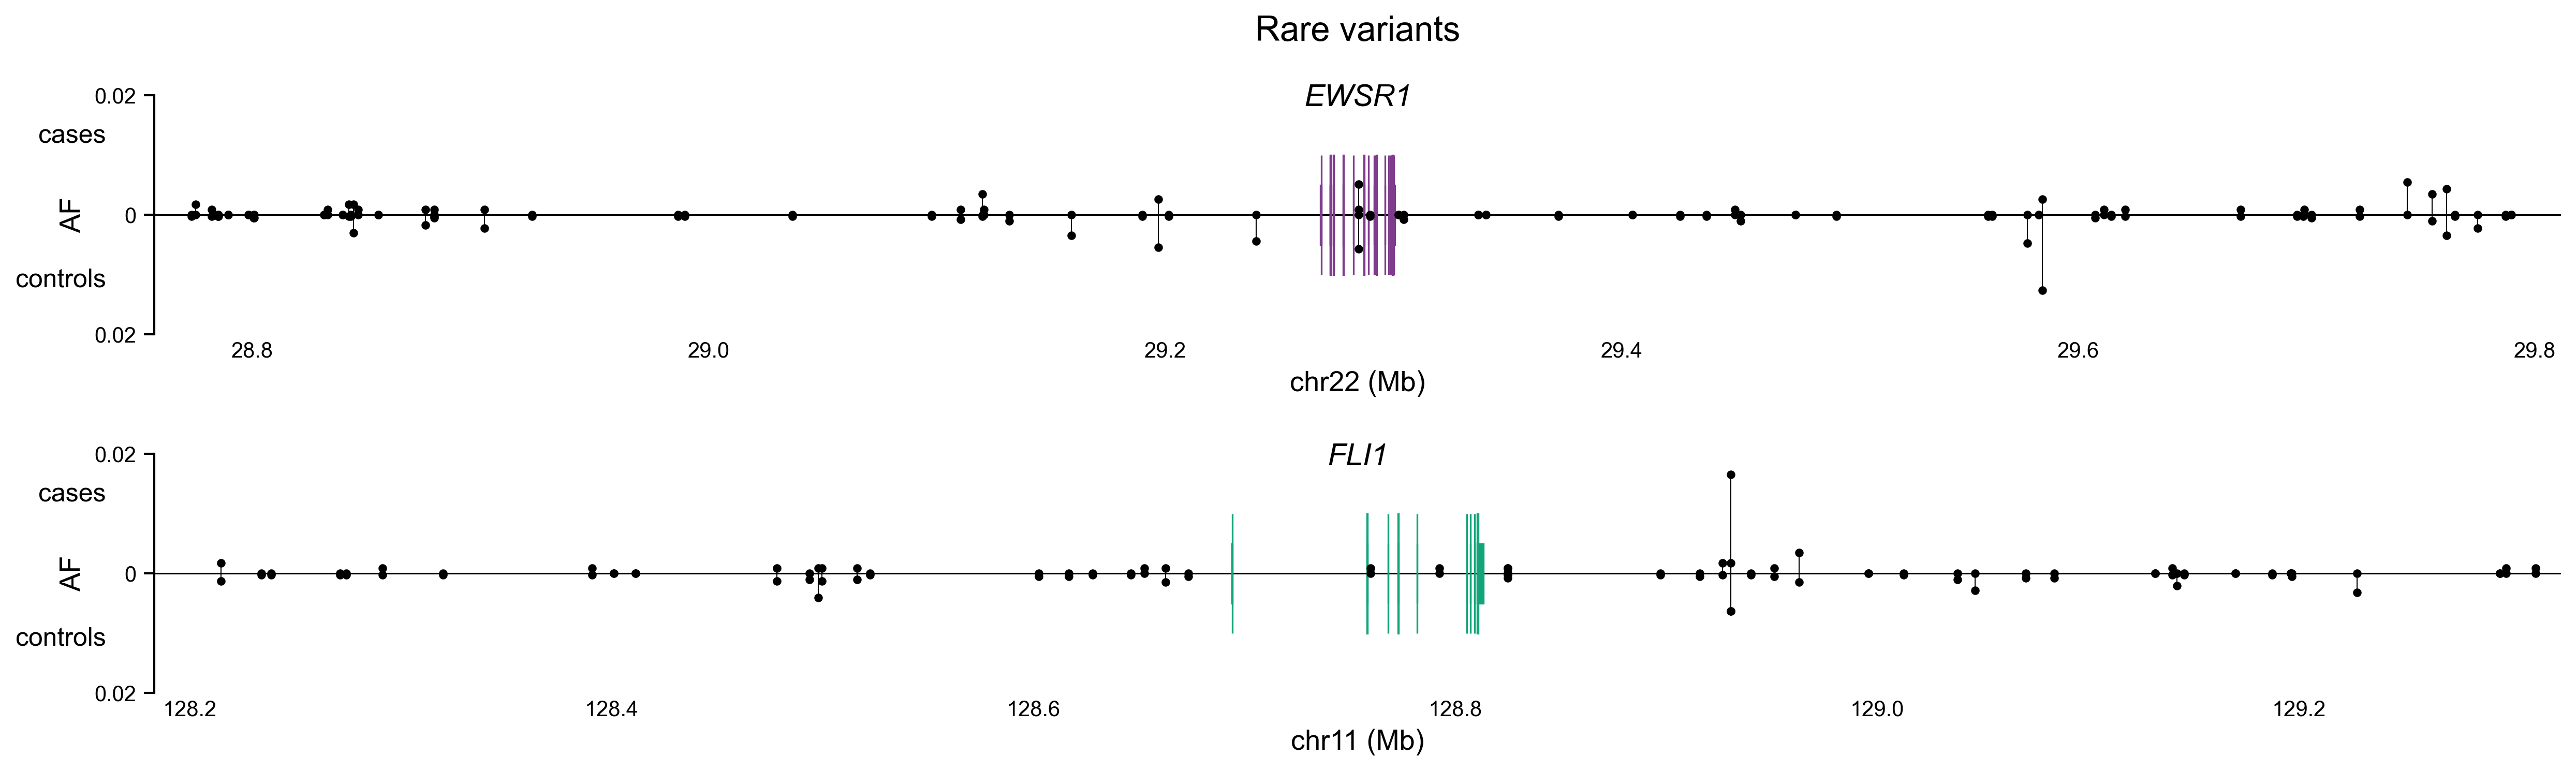 Rare variants
EWSR1
0.02
cases
AF
0
controls
0.02
28.8 29.0 29.2 29.4 29.6 29.8
chr22 (Mb)
FLI1
0.02
cases
AF
0
controls
0.02
128.2 128.4 128.6 128.8 129.0 129.2
chr11 (Mb)